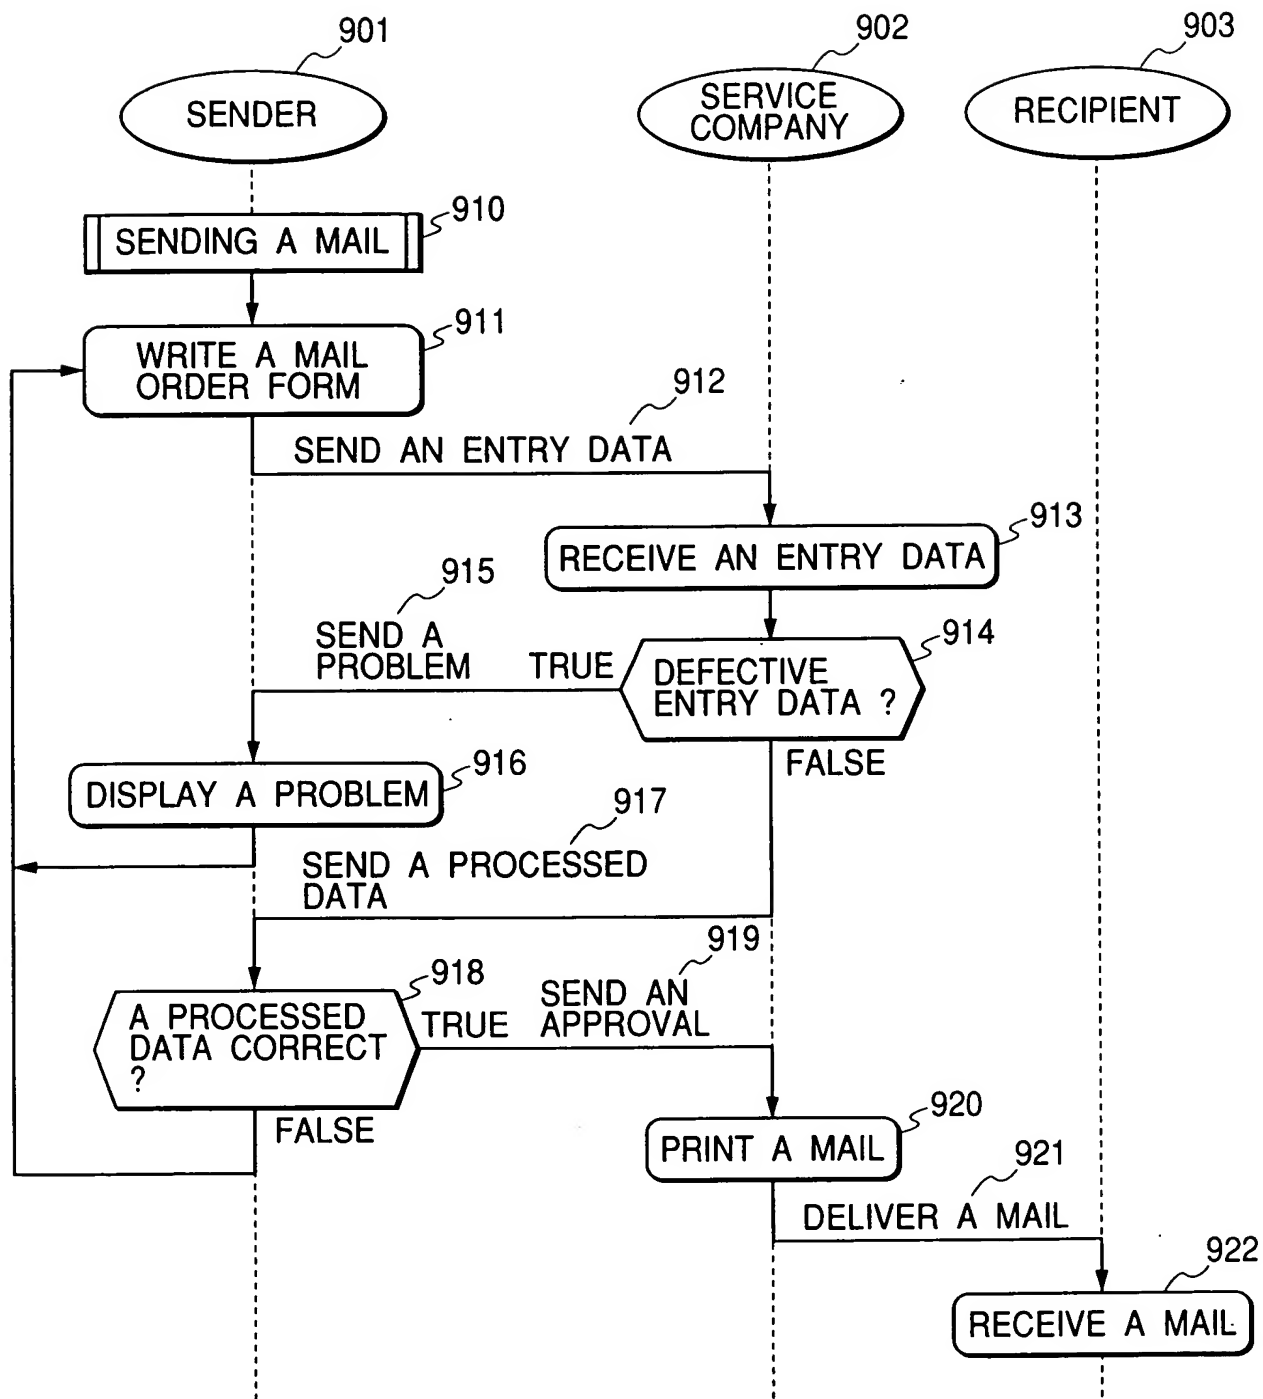 901
902
903
SENDER
SERVICE
COMPANY
RECIPIENT
910
SENDING A MAIL
911
WRITE A MAIL
ORDER FORM
912
SEND AN ENTRY DATA
913
RECEIVE AN ENTRY DATA
915
914
SEND A
PROBLEM
TRUE
DEFECTIVE
ENTRY DATA ?
FALSE
916
DISPLAY A PROBLEM
917
SEND A PROCESSED
DATA
919
918
A PROCESSED
DATA CORRECT
?
TRUE
SEND AN
APPROVAL
FALSE
920
PRINT A MAIL
921
DELIVER A MAIL
922
RECEIVE A MAIL